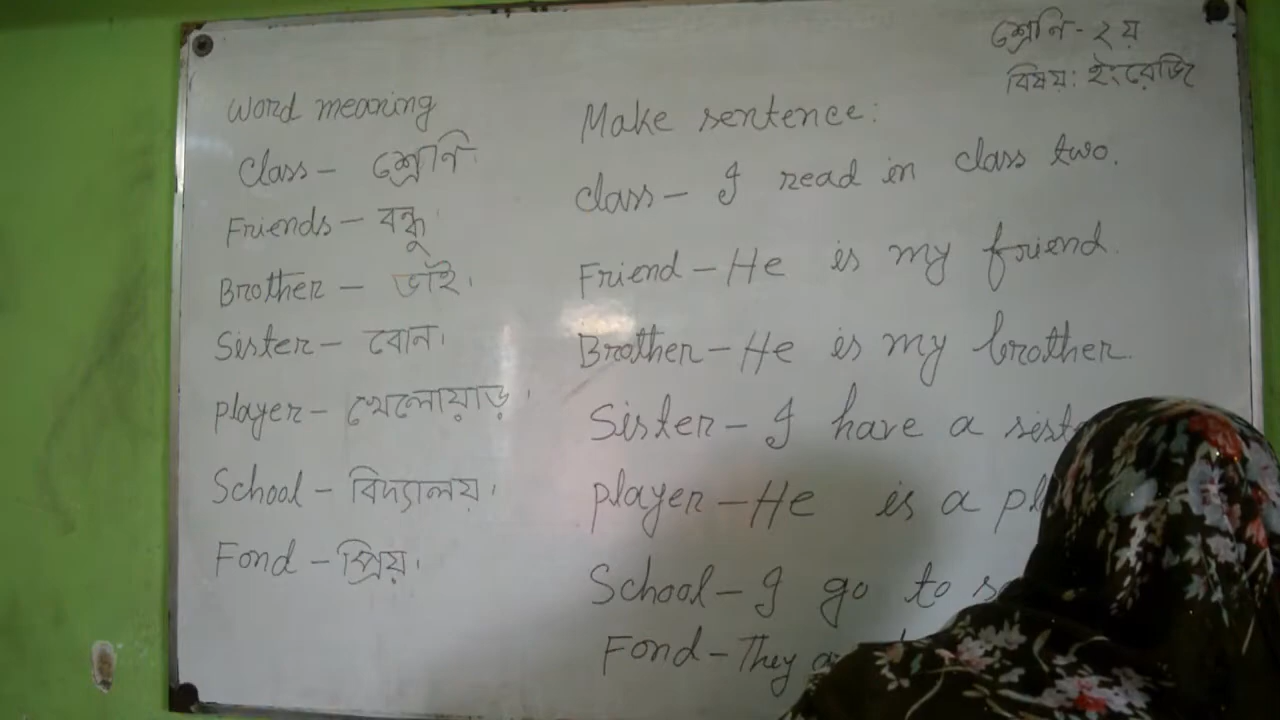 শ্রেণি - ২য়
বিষয়: ইংরেজি
Word meaning
Class - শ্রেণি.
Friends - বন্ধু.
Brother - ভাই.
Sister - বোন.
player - খেলোয়াড়.
School - বিদ্যালয়.
Fond - প্রিয়.
Make sentence:
class - I read in class two.
Friend - He is my friend.
Brother - He is my brother.
Sister - I have a
player - He is a
School - I go to
Fond - They